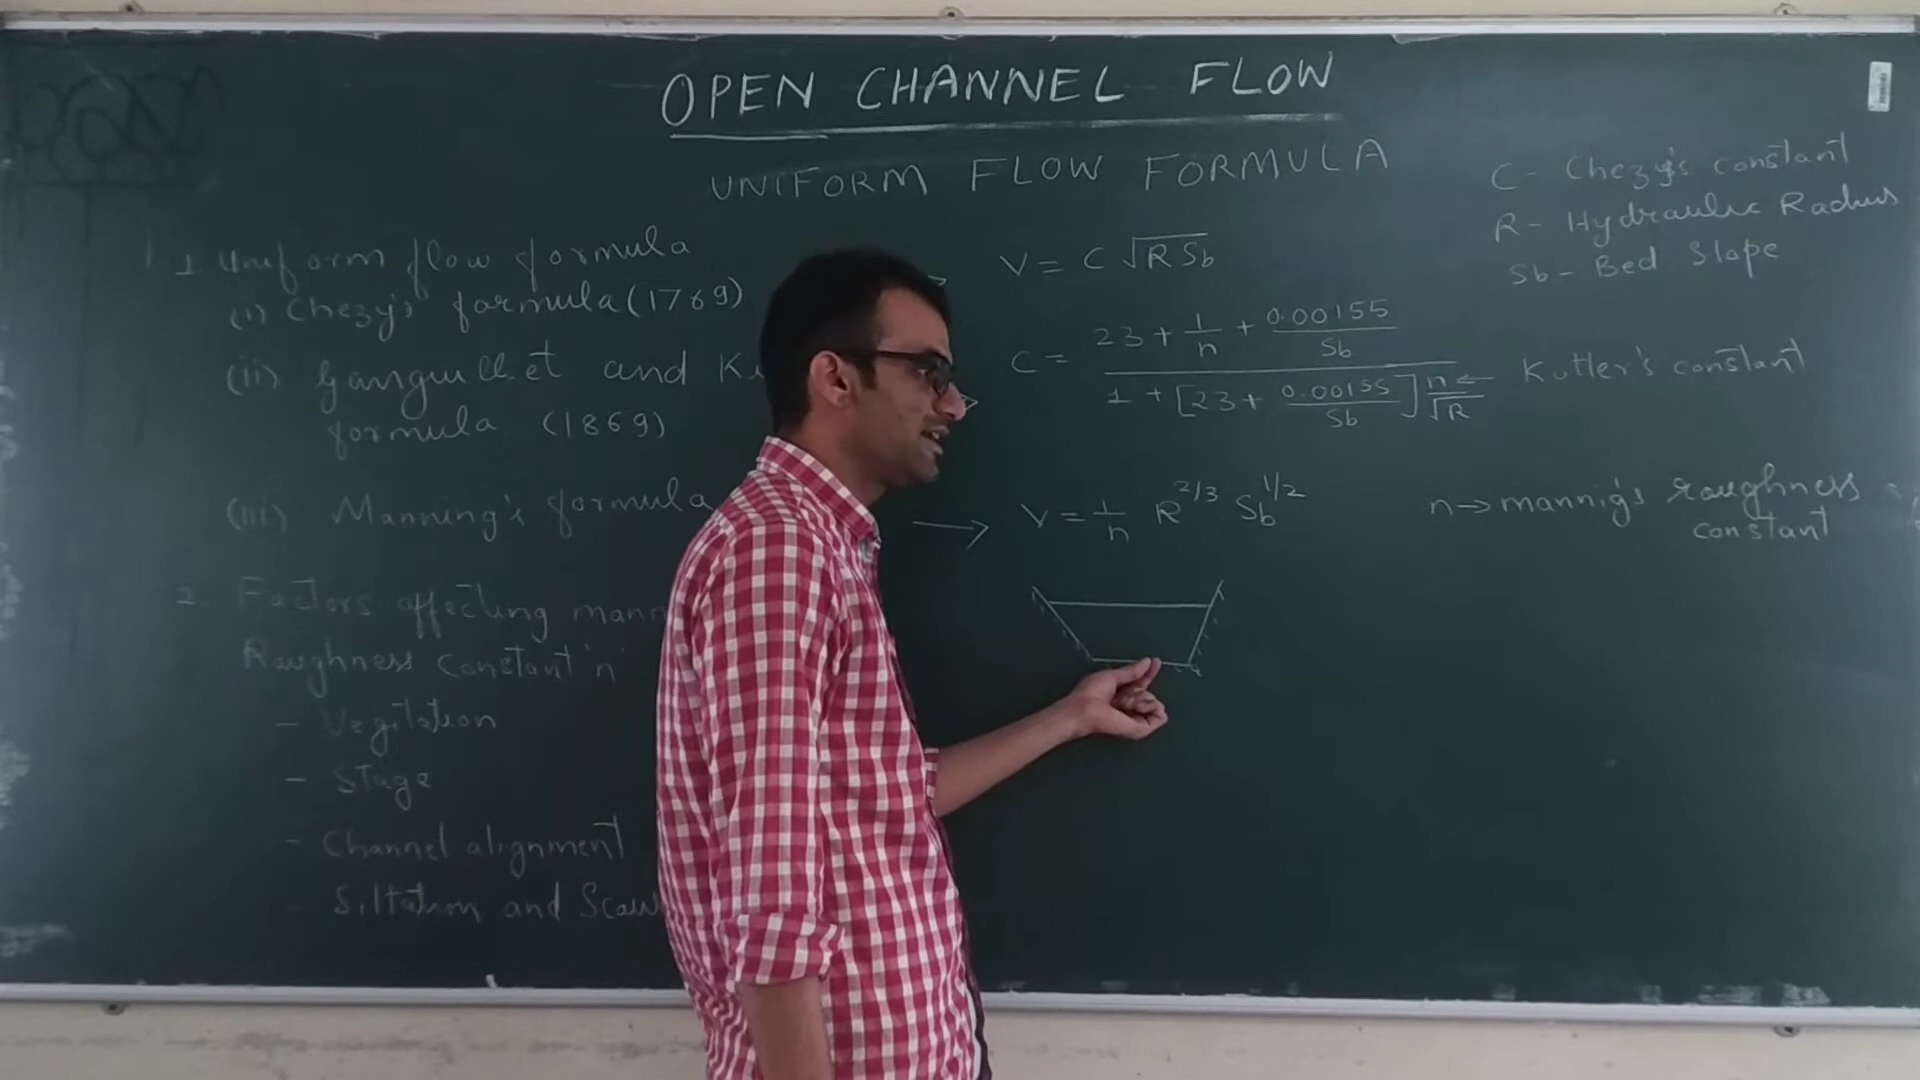 OPEN CHANNEL FLOW
UNIFORM FLOW FORMULA
1. Uniform flow formula
(i) Chezy's formula (1769)
V = C √R Sb
C - Chezy's constant
R - Hydraulic Radius
Sb - Bed Slope
(ii) Ganguillet and Ku
formula (1869)
C = (23 + 1/n + 0.00155/Sb) / (1 + [23 + 0.00155/Sb] n/√R) ← Kutter's constant
(iii) Manning's formula → V = 1/n R^2/3 Sb^1/2
n → mannig's roughness
constant
2. Factors affecting mann
Roughness constant 'n'
- Vegitation
- Stage
- Channel alignment
- Siltation and Scou